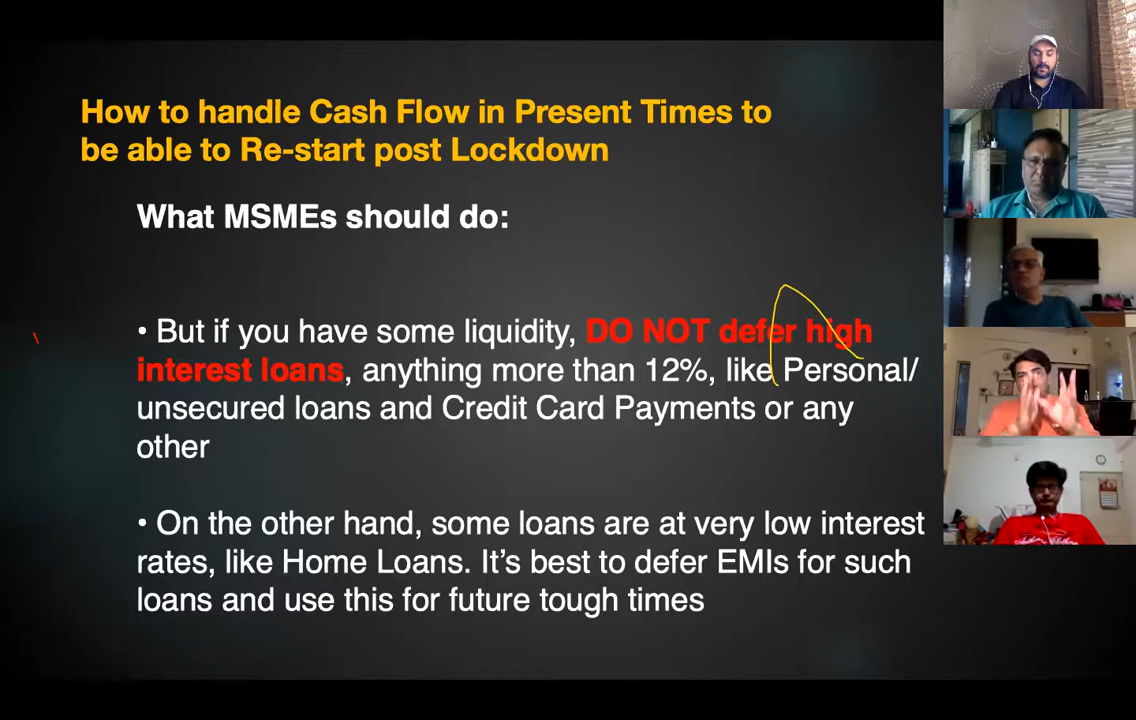 How to handle Cash Flow in Present Times to
be able to Re-start post Lockdown
What MSMEs should do:
• But if you have some liquidity, DO NOT defer high
interest loans, anything more than 12%, like Personal/
unsecured loans and Credit Card Payments or any
other
• On the other hand, some loans are at very low interest
rates, like Home Loans. It’s best to defer EMIs for such
loans and use this for future tough times